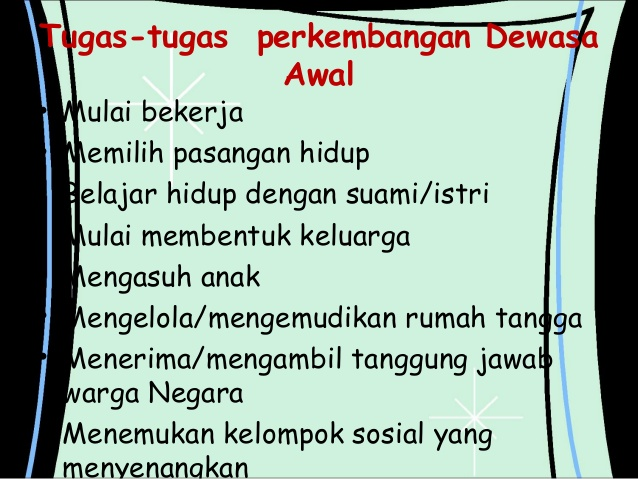 Tugas-tugas perkembangan Dewasa
Awal
• Mulai bekerja
• Memilih pasangan hidup
Belajar hidup dengan suami/istri
Mulai membentuk keluarga
Mengasuh anak
• Mengelola/mengemudikan rumah tangga
• Menerima/mengambil tanggung jawab
warga Negara
Menemukan kelompok sosial yang
menyenangkan